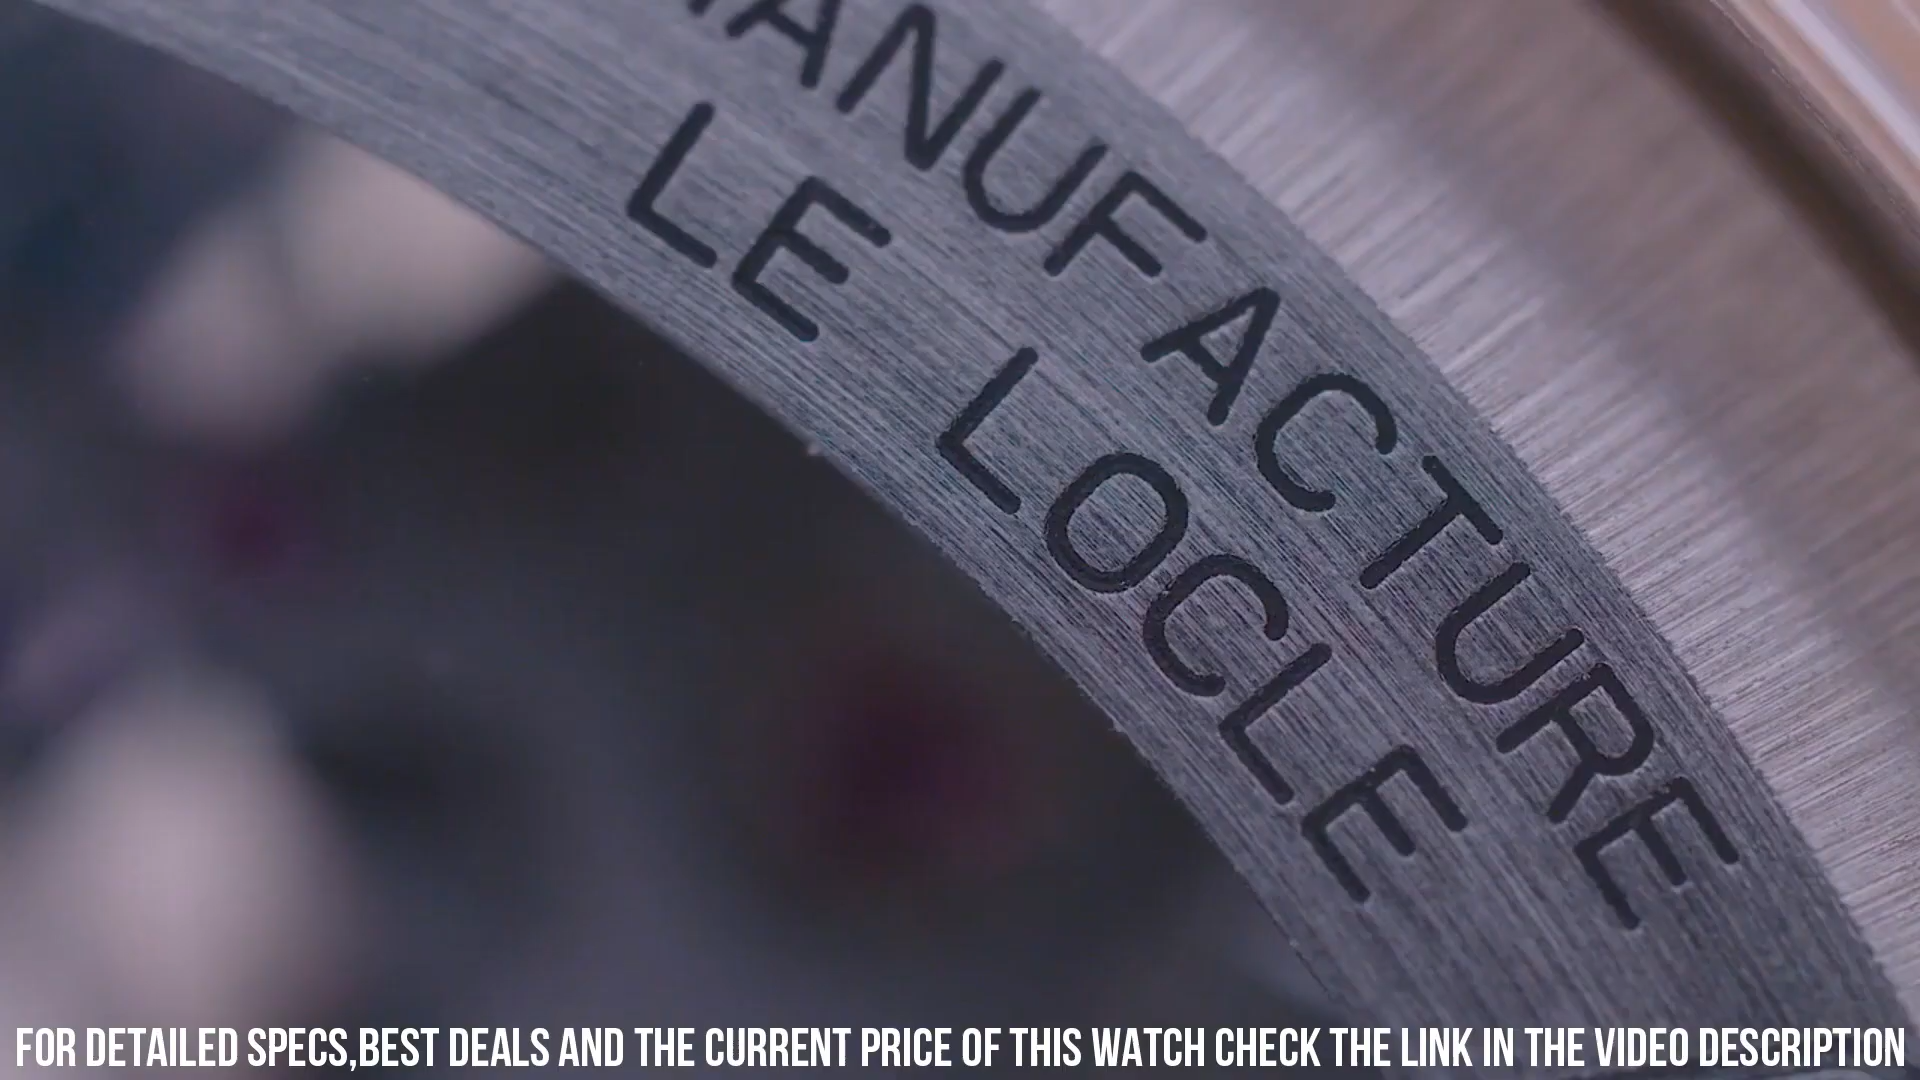 MANUFACTURE
LE LOCLE
FOR DETAILED SPECS,BEST DEALS AND THE CURRENT PRICE OF THIS WATCH CHECK THE LINK IN THE VIDEO DESCRIPTION